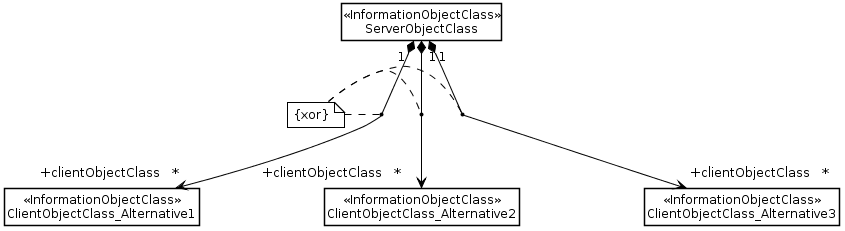 «InformationObjectClass»
ServerObjectClass
1 1 1
{xor}
+clientObjectClass * +clientObjectClass * +clientObjectClass *
«InformationObjectClass» «InformationObjectClass» «InformationObjectClass»
ClientObjectClass_Alternative1 ClientObjectClass_Alternative2 ClientObjectClass_Alternative3